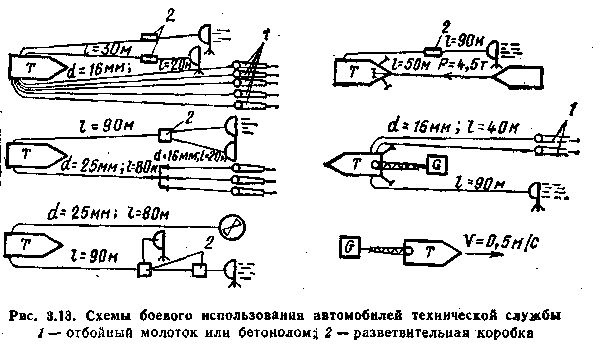 2
l=30м
T
d=16мм;
l=20м
1
2
l=90м
T
l=50м P=4,5т
l=90м
2
T
d=16мм;l=20м
d=25мм;l=80м
d=16мм;l=40м
1
T
G
l=90м
d=25мм; l=80м
T
2
l=90м
G
T
V=0,5м/с
Рис. 3.13. Схемы боевого использования автомобилей технической службы
1 — отбойный молоток или бетонолом; 2 — разветвительная коробка